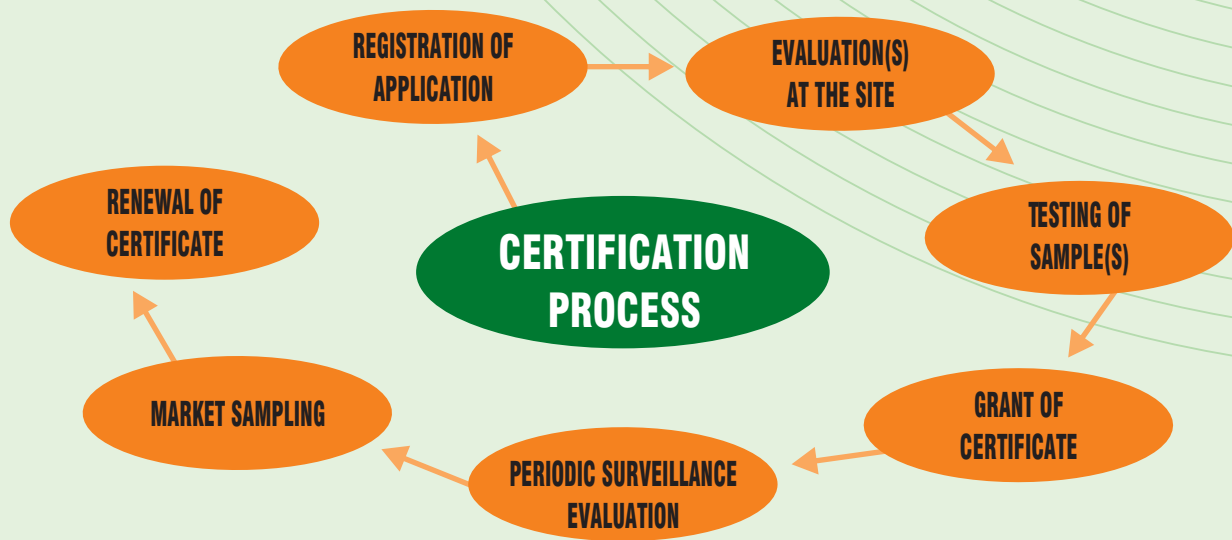 CERTIFICATION
PROCESS
REGISTRATION OF
APPLICATION
EVALUATION(S)
AT THE SITE
TESTING OF
SAMPLE(S)
GRANT OF
CERTIFICATE
PERIODIC SURVEILLANCE
EVALUATION
MARKET SAMPLING
RENEWAL OF
CERTIFICATE